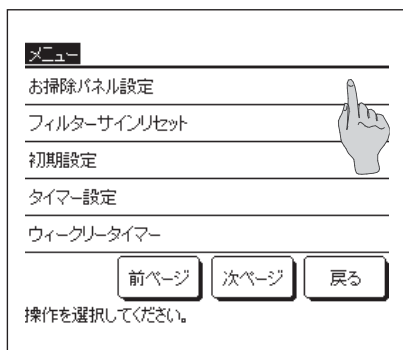 メニュー
お掃除パネル設定
フィルターサインリセット
初期設定
タイマー設定
ウィークリータイマー
前ページ 次ページ 戻る
操作を選択してください。